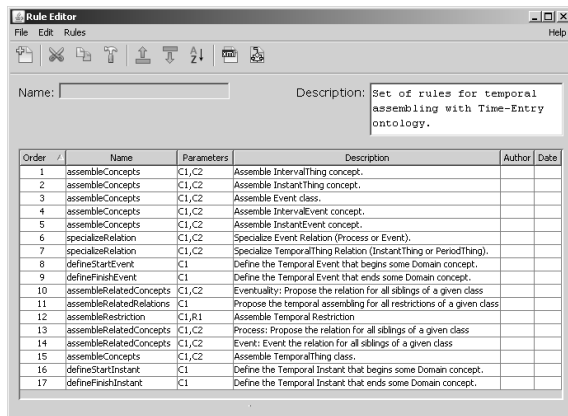 Rule Editor
File Edit Rules Help
Name: Description: Set of rules for temporal
assembling with Time-Entry
ontology.
Order Name Parameters Description Author Date
1 assembleConcepts C1,C2 Assemble IntervalThing concept.
2 assembleConcepts C1,C2 Assemble InstantThing concept.
3 assembleConcepts C1,C2 Assemble Event class.
4 assembleConcepts C1,C2 Assemble IntervalEvent concept.
5 assembleConcepts C1,C2 Assemble InstantEvent concept.
6 specializeRelation C1,C2 Specialize Event Relation (Process or Event).
7 specializeRelation C1,C2 Specialize TemporalThing Relation (InstantThing or PeriodThing).
8 defineStartEvent C1 Define the Temporal Event that begins some Domain concept.
9 defineFinishEvent C1 Define the Temporal Event that ends some Domain concept.
10 assembleRelatedConcepts C1,C2 Eventuality: Propose the relation for all siblings of a given class
11 assembleRelatedRelations C1 Propose the temporal assembling for all restrictions of a given class
12 assembleRestriction C1,R1 Assemble Temporal Restriction
13 assembleRelatedConcepts C1,C2 Process: Propose the relation for all siblings of a given class
14 assembleRelatedConcepts C1,C2 Event: Event the relation for all siblings of a given class
15 assembleConcepts C1,C2 Assemble TemporalThing class.
16 defineStartInstant C1 Define the Temporal Instant that begins some Domain concept.
17 defineFinishInstant C1 Define the Temporal Instant that ends some Domain concept.